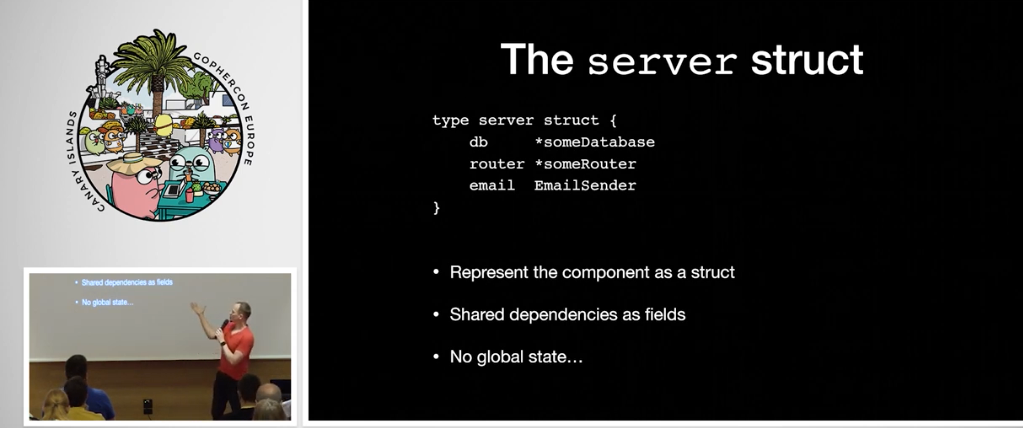 GOPHERCON EUROPE
CANARY ISLANDS
The server struct
type server struct {
    db      *someDatabase
    router *someRouter
    email  EmailSender
}
• Represent the component as a struct
• Shared dependencies as fields
• No global state…
• Shared dependencies as fields
• No global state…